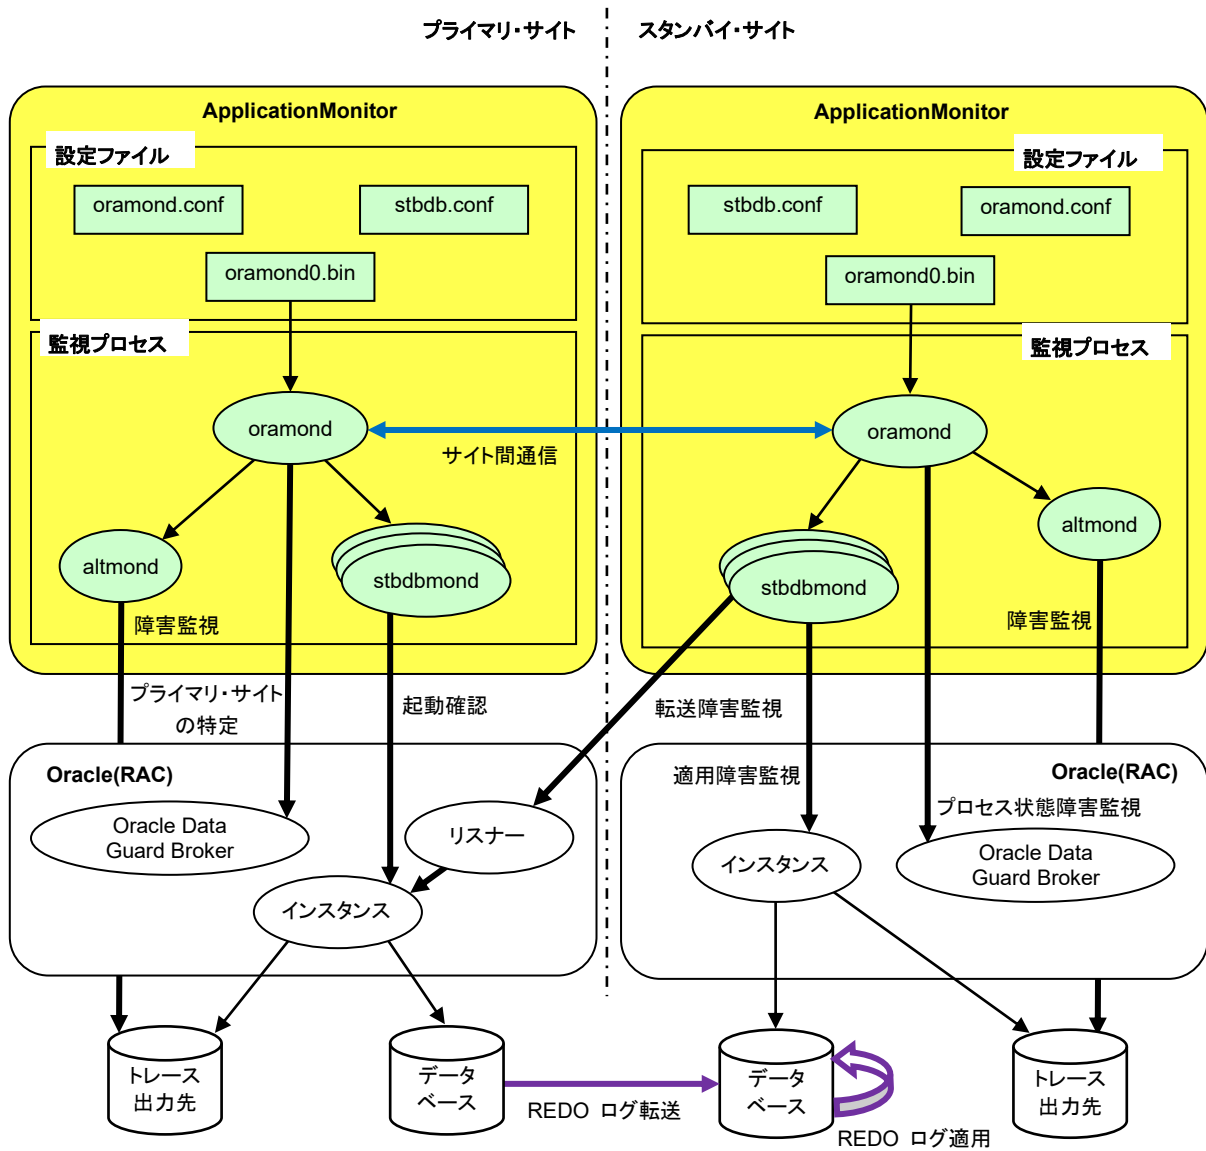 プライマリ・サイト
スタンバイ・サイト
ApplicationMonitor
設定ファイル
oramond.conf
stbdb.conf
oramond0.bin
監視プロセス
oramond
altmond
stbdbmond
障害監視
プライマリ・サイト
の特定
起動確認
サイト間通信
ApplicationMonitor
設定ファイル
stbdb.conf
oramond.conf
oramond0.bin
監視プロセス
oramond
altmond
stbdbmond
障害監視
転送障害監視
適用障害監視
プロセス状態障害監視
Oracle(RAC)
Oracle Data
Guard Broker
リスナー
インスタンス
Oracle(RAC)
インスタンス
Oracle Data
Guard Broker
トレース
出力先
データ
ベース
REDO ログ転送
データ
ベース
REDO ログ適用
トレース
出力先